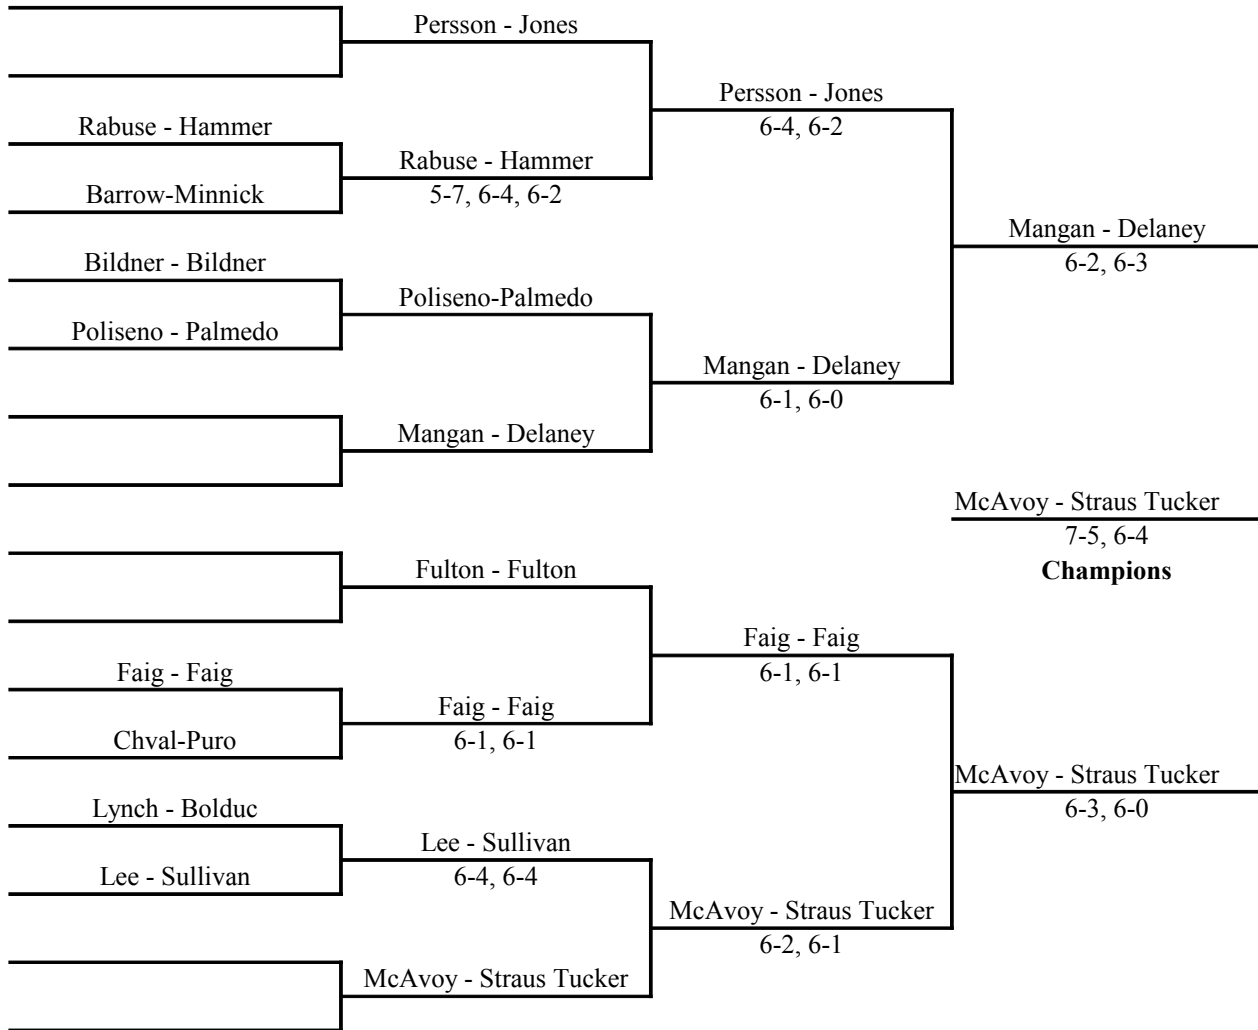 Persson - Jones
Persson - Jones
6-4, 6-2
Rabuse - Hammer
Rabuse - Hammer
5-7, 6-4, 6-2
Barrow-Minnick
Mangan - Delaney
6-2, 6-3
Bildner - Bildner
Poliseno-Palmedo
Poliseno - Palmedo
Mangan - Delaney
6-1, 6-0
Mangan - Delaney
McAvoy - Straus Tucker
7-5, 6-4
Champions
Fulton - Fulton
Faig - Faig
6-1, 6-1
Faig - Faig
Faig - Faig
6-1, 6-1
Chval-Puro
McAvoy - Straus Tucker
6-3, 6-0
Lynch - Bolduc
Lee - Sullivan
6-4, 6-4
Lee - Sullivan
McAvoy - Straus Tucker
6-2, 6-1
McAvoy - Straus Tucker